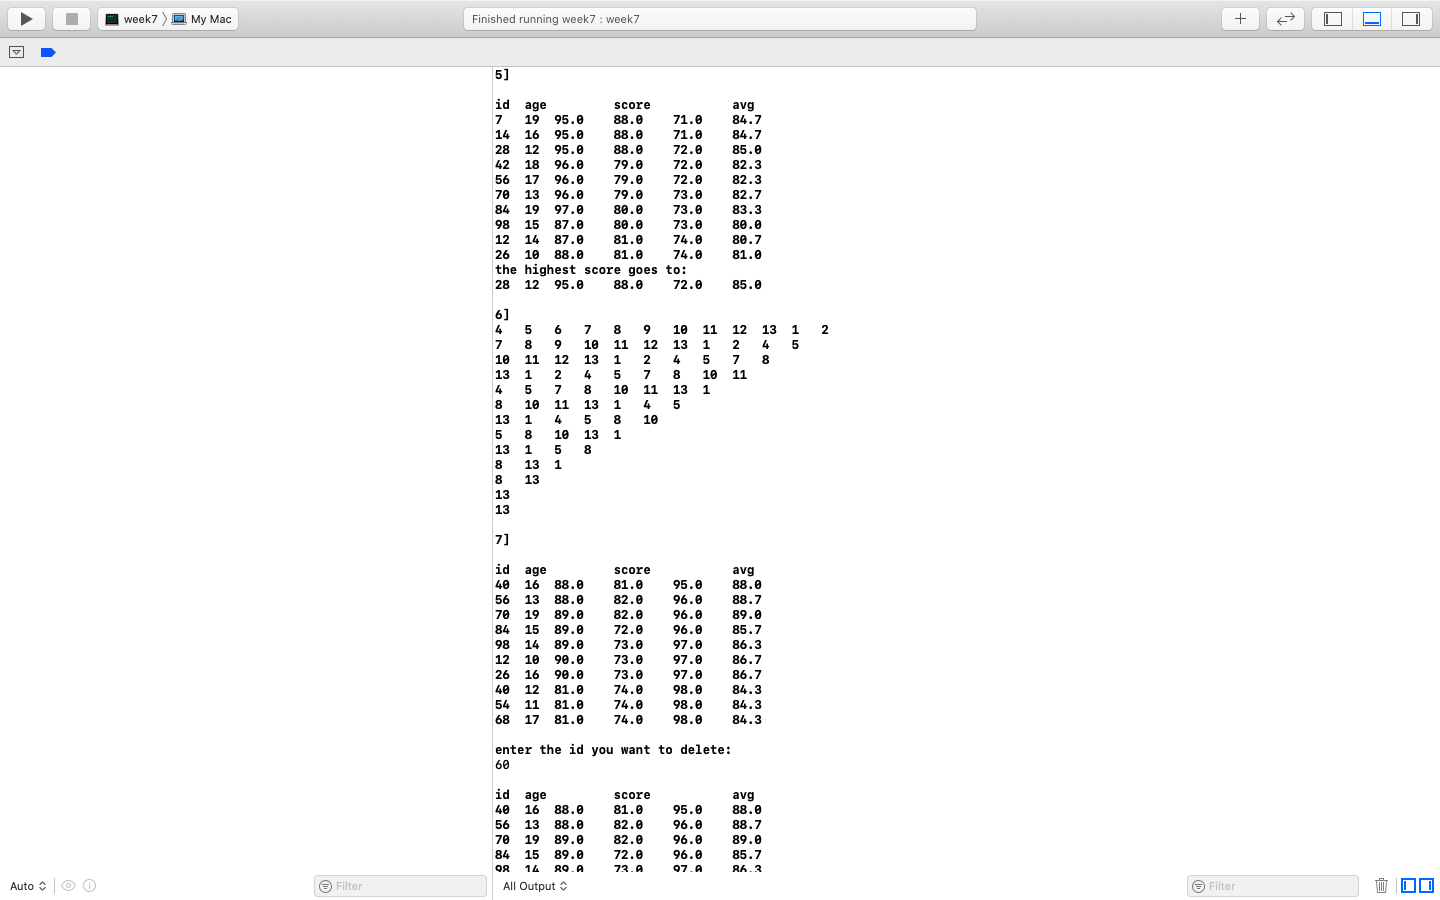 week7 〉 My Mac
Finished running week7 : week7
5]
id age score avg
7 19 95.0 88.0 71.0 84.7
14 16 95.0 88.0 71.0 84.7
28 12 95.0 88.0 72.0 85.0
42 18 96.0 79.0 72.0 82.3
56 17 96.0 79.0 72.0 82.3
70 13 96.0 79.0 73.0 82.7
84 19 97.0 80.0 73.0 83.3
98 15 87.0 80.0 73.0 80.0
12 14 87.0 81.0 74.0 80.7
26 10 88.0 81.0 74.0 81.0
the highest score goes to:
28 12 95.0 88.0 72.0 85.0
6]
4 5 6 7 8 9 10 11 12 13 1 2
7 8 9 10 11 12 13 1 2 4 5
10 11 12 13 1 2 4 5 7 8
13 1 2 4 5 7 8 10 11
4 5 7 8 10 11 13 1
8 10 11 13 1 4 5
13 1 4 5 8 10
5 8 10 13 1
13 1 5 8
8 13 1
8 13
13
13
7]
id age score avg
40 16 88.0 81.0 95.0 88.0
56 13 88.0 82.0 96.0 88.7
70 19 89.0 82.0 96.0 89.0
84 15 89.0 72.0 96.0 85.7
98 14 89.0 73.0 97.0 86.3
12 10 90.0 73.0 97.0 86.7
26 16 90.0 73.0 97.0 86.7
40 12 81.0 74.0 98.0 84.3
54 11 81.0 74.0 98.0 84.3
68 17 81.0 74.0 98.0 84.3
enter the id you want to delete:
60
id age score avg
40 16 88.0 81.0 95.0 88.0
56 13 88.0 82.0 96.0 88.7
70 19 89.0 82.0 96.0 89.0
84 15 89.0 72.0 96.0 85.7
98 14 89.0 73.0 97.0 86.3
Auto Filter All Output Filter